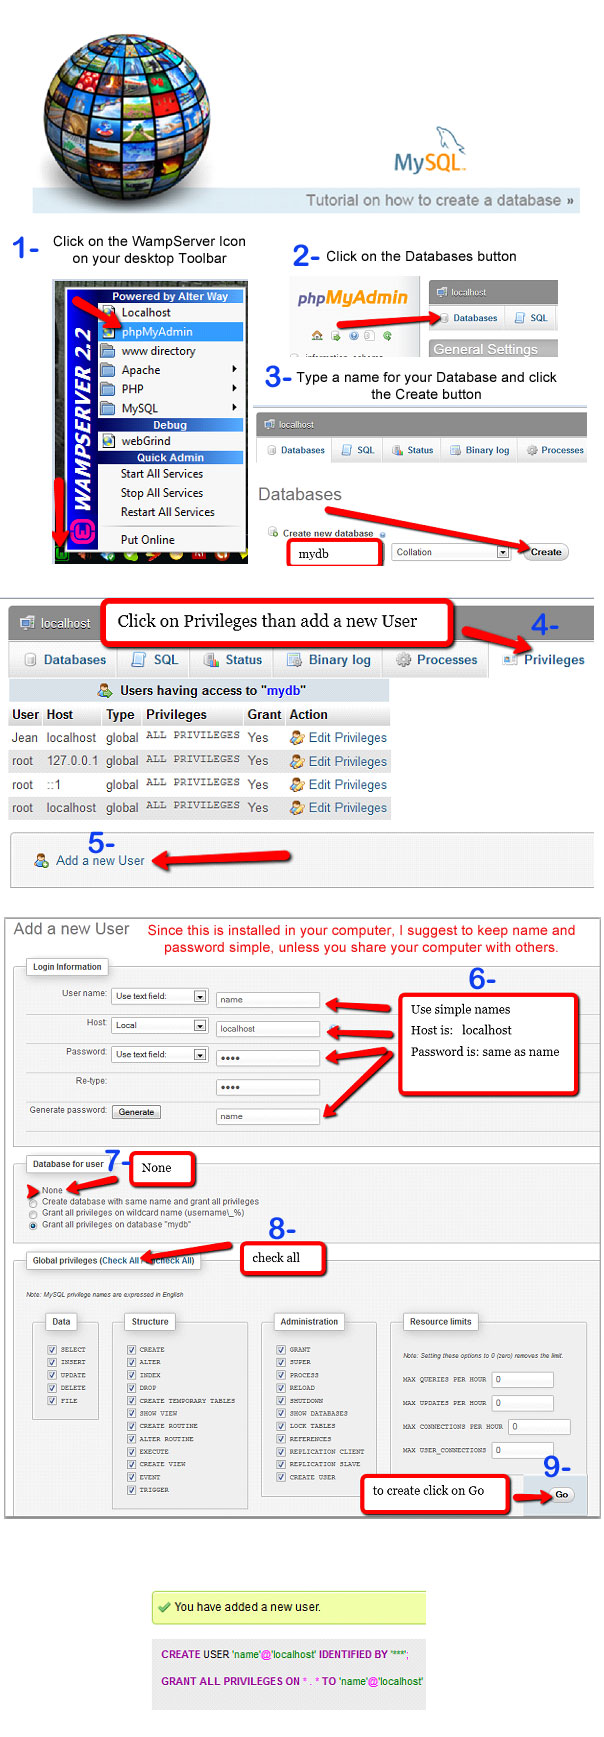 MySQL
Tutorial on how to create a database »
1- Click on the WampServer Icon
on your desktop Toolbar
WAMPSERVER 2.2
Powered by Alter Way
Localhost
phpMyAdmin
www directory
Apache
PHP
MySQL
Debug
webGrind
Quick Admin
Start All Services
Stop All Services
Restart All Services
Put Online
2- Click on the Databases button
phpMyAdmin
localhost
Databases SQL
General Settings
information_schema
3- Type a name for your Database and click
the Create button
localhost
Databases SQL Status Binary log Processes
Databases
Create new database
mydb Collation Create
localhost Click on Privileges than add a new User 4-
Databases SQL Status Binary log Processes Privileges
Users having access to "mydb"
User Host Type Privileges Grant Action
Jean localhost global ALL PRIVILEGES Yes Edit Privileges
root 127.0.0.1 global ALL PRIVILEGES Yes Edit Privileges
root ::1 global ALL PRIVILEGES Yes Edit Privileges
root localhost global ALL PRIVILEGES Yes Edit Privileges
5-
Add a new User
Add a new User
Since this is installed in your computer, I suggest to keep name and
password simple, unless you share your computer with others.
Login Information
6-
User name: Use text field: name
Host: Local localhost
Password: Use text field: ••••
Re-type: ••••
Generate password: Generate name
Use simple names
Host is: localhost
Password is: same as name
Database for user 7- None
None
Create database with same name and grant all privileges
Grant all privileges on wildcard name (username\_%)
Grant all privileges on database "mydb"
8-
check all
Global privileges (Check All / Uncheck All)
Note: MySQL privilege names are expressed in English
Data
SELECT
INSERT
UPDATE
DELETE
FILE
Structure
CREATE
ALTER
INDEX
DROP
CREATE TEMPORARY TABLES
SHOW VIEW
CREATE ROUTINE
ALTER ROUTINE
EXECUTE
CREATE VIEW
EVENT
TRIGGER
Administration
GRANT
SUPER
PROCESS
RELOAD
SHUTDOWN
SHOW DATABASES
LOCK TABLES
REFERENCES
REPLICATION CLIENT
REPLICATION SLAVE
CREATE USER
Resource limits
Note: Setting these options to 0 (zero) removes the limit.
MAX QUERIES PER HOUR 0
MAX UPDATES PER HOUR 0
MAX CONNECTIONS PER HOUR 0
MAX USER_CONNECTIONS 0
9-
to create click on Go Go
You have added a new user.
CREATE USER 'name'@'localhost' IDENTIFIED BY '***';
GRANT ALL PRIVILEGES ON * . * TO 'name'@'localhost'